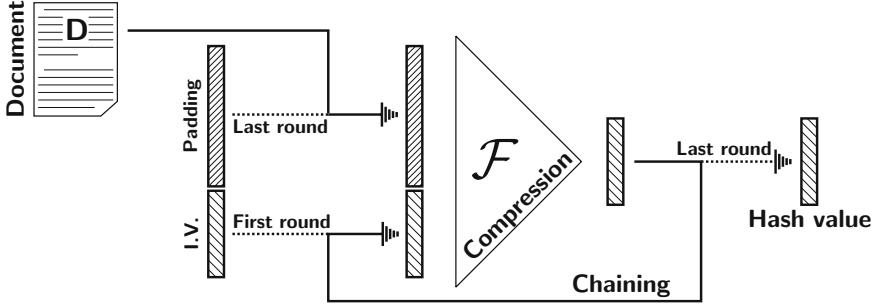 Document
D
Padding
Last round
I.V.
First round
F
Compression
Last round
Hash value
Chaining